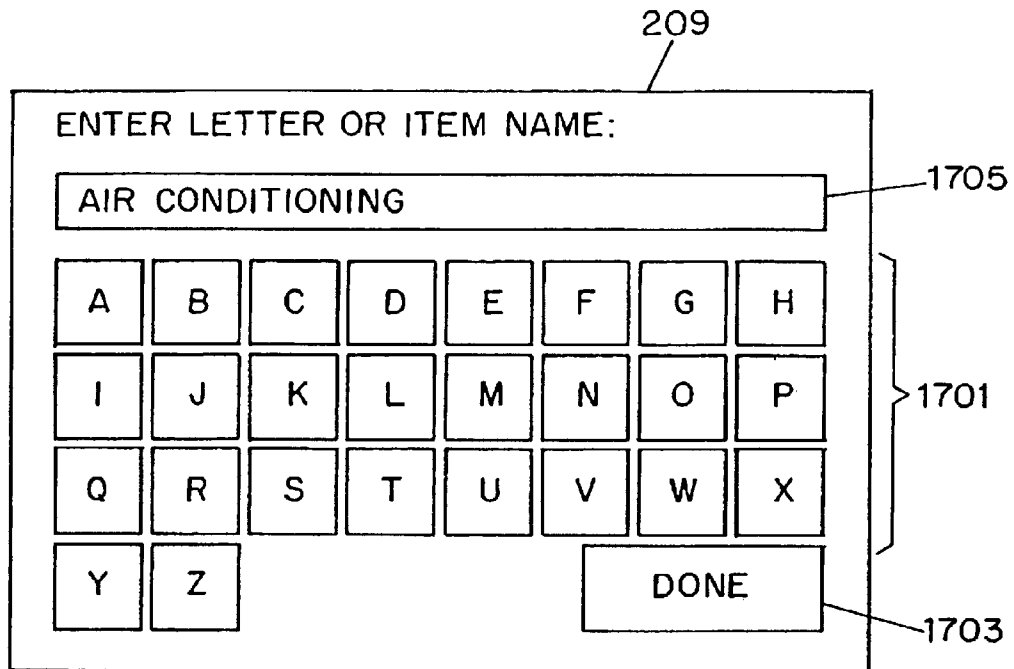 209
ENTER LETTER OR ITEM NAME:
AIR CONDITIONING
1705
A B C D E F G H
I J K L M N O P
1701
Q R S T U V W X
Y Z DONE
1703